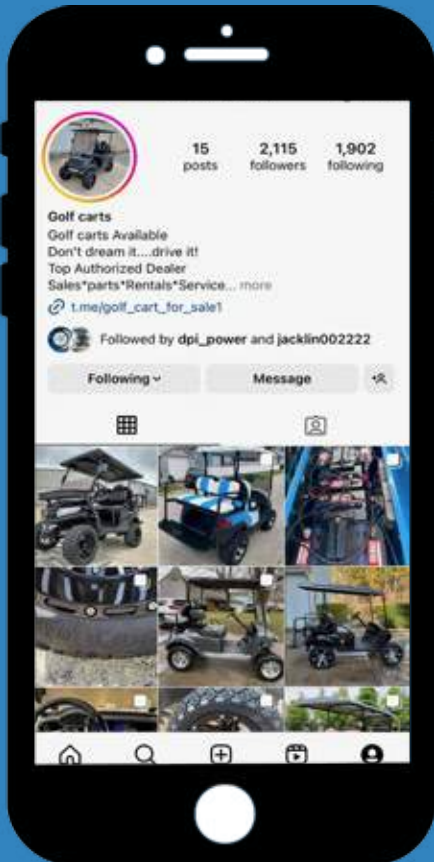 15 2,115 1,902
posts followers following
Golf carts
Golf carts Available
Don't dream it....drive it!
Top Authorized Dealer
Sales*parts*Rentals*Service... more
t.me/golf_cart_for_sale1
Followed by dpi_power and jacklin002222
Following Message